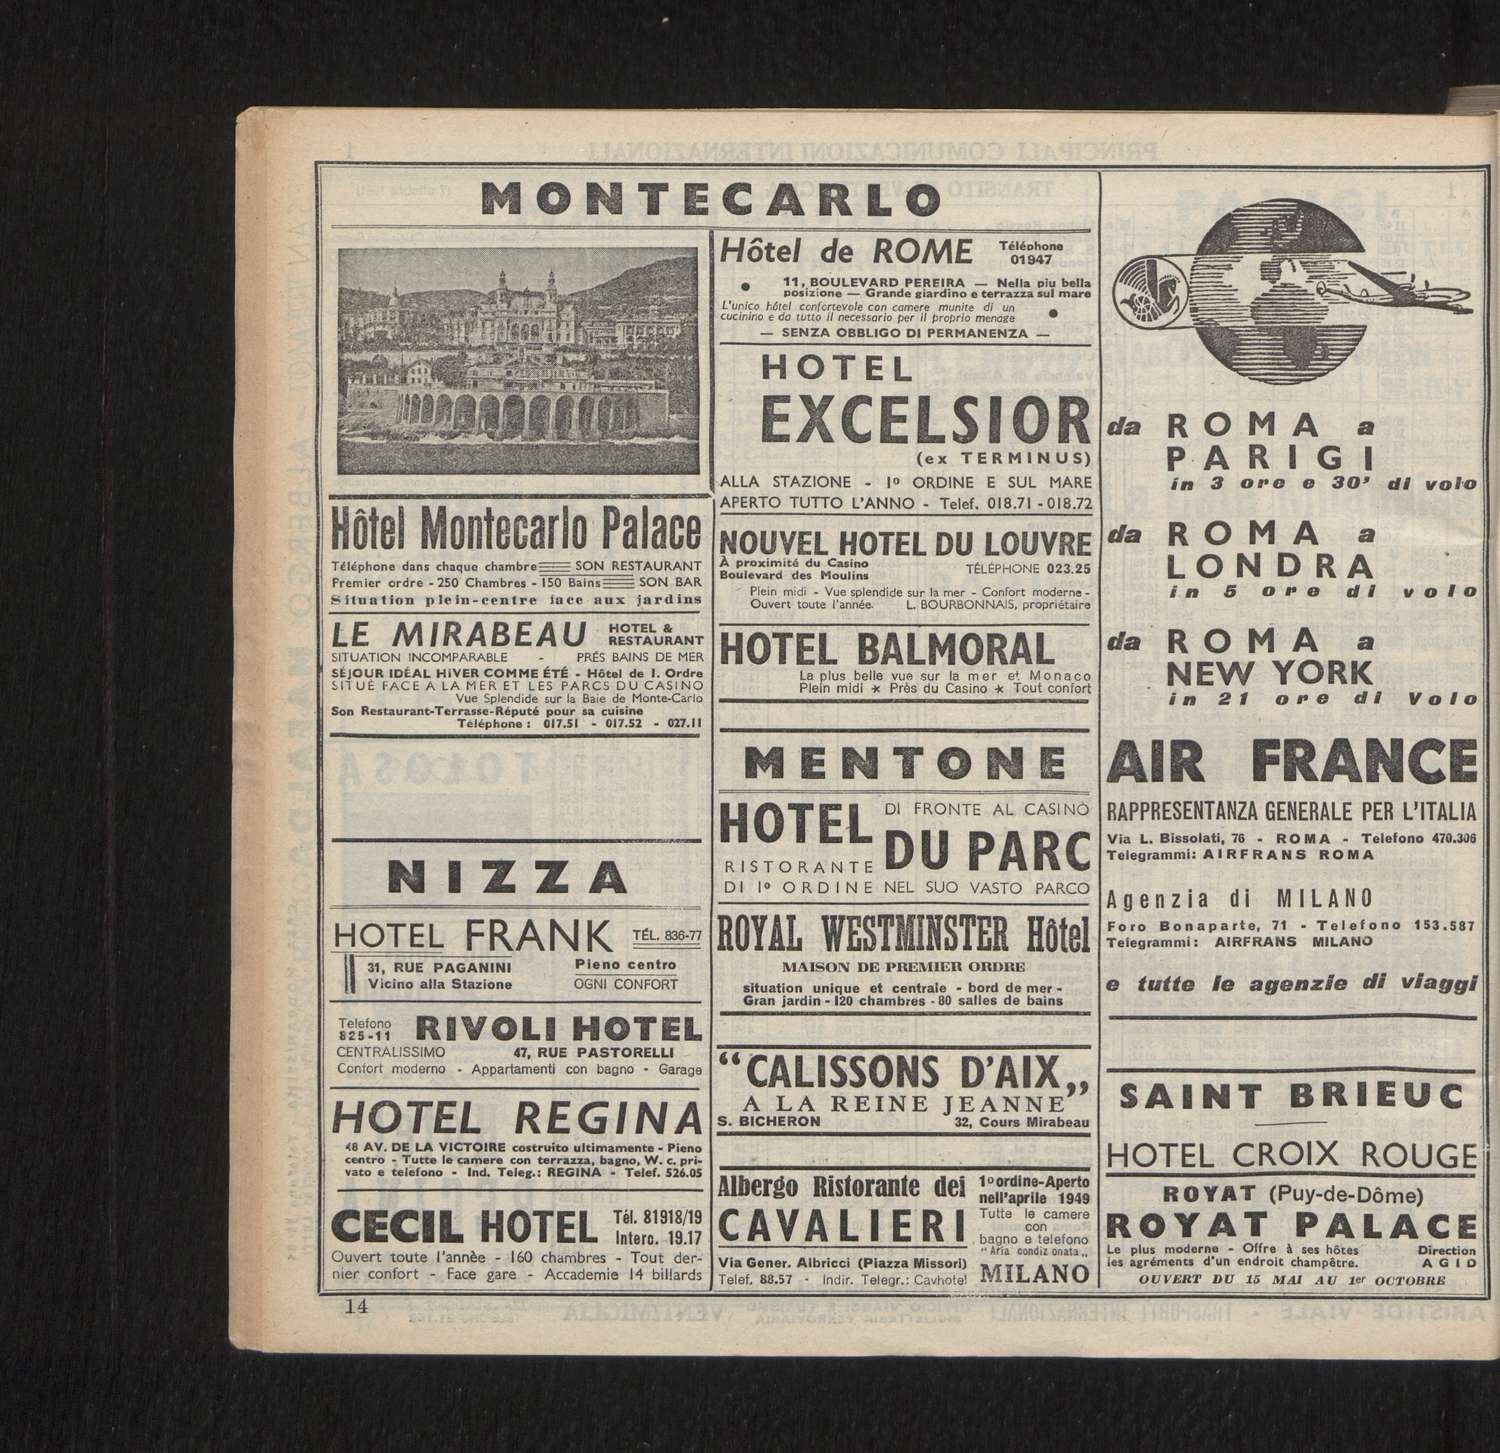 MONTECARLO
Hôtel Montecarlo Palace
Téléphone dans chaque chambre SON RESTAURANT
Premier ordre - 250 Chambres - 150 Bains SON BAR
Situation plein-centre face aux jardins
LE MIRABEAU HOTEL & RESTAURANT
SITUATION INCOMPARABLE - PRÉS BAINS DE MER
SÉJOUR IDÉAL HIVER COMME ÉTÉ - Hôtel de I. Ordre
SITUÉ FACE A LA MER ET LES PARCS DU CASINO
Vue Splendide sur la Baie de Monte-Carlo
Son Restaurant-Terrasse-Réputé pour sa cuisine
Téléphone: 017.51 - 017.52 - 027.11
NIZZA
HOTEL FRANK TÉL. 836-77
31, RUE PAGANINI Pieno centro
Vicino alla Stazione OGNI CONFORT
Telefono 825-11 RIVOLI HOTEL
CENTRALISSIMO 47, RUE PASTORELLI
Confort moderno - Appartamenti con bagno - Garage
HOTEL REGINA
48 AV. DE LA VICTOIRE costruito ultimamente - Pieno
centro - Tutte le camere con terrazza, bagno, W. c. pri-
vato e telefono - Ind. Teleg.: REGINA - Telef. 526.05
CECIL HOTEL Tél. 81918/19
Interc. 19.17
Ouvert toute l'annèe - 160 chambres - Tout der-
nier confort - Face gare - Accademie 14 billards
Hôtel de ROME Téléphone
01947
11, BOULEVARD PEREIRA — Nella piu bella
posizione — Grande giardino e terrazza sul mare
L'unico hôtel confortevole con camere munite di un
cucinino e da tutto il necessario per il proprio menage
— SENZA OBBLIGO DI PERMANENZA —
HOTEL
EXCELSIOR
(ex TERMINUS)
ALLA STAZIONE - I° ORDINE E SUL MARE
APERTO TUTTO L'ANNO - Telef. 018.71 - 018.72
NOUVEL HOTEL DU LOUVRE
À proximité du Casino
Boulevard des Moulins TÉLÉPHONE 023.25
Plein midi - Vue splendide sur la mer - Confort moderne -
Ouvert toute l'année. L. BOURBONNAIS, propriétaire
HOTEL BALMORAL
La plus belle vue sur la mer et Monaco
Plein midi ★ Près du Casino ★ Tout confort
MENTONE
HOTEL DI FRONTE AL CASINÒ
DU PARC
RISTORANTE
DI I° ORDINE NEL SUO VASTO PARCO
ROYAL WESTMINSTER Hôtel
MAISON DE PREMIER ORDRE
situation unique et centrale - bord de mer -
Gran jardin - 120 chambres - 80 salles de bains
“CALISSONS D'AIX„
A LA REINE JEANNE”
S. BICHERON 32, Cours Mirabeau
Albergo Ristorante dei
CAVALIERI
Via Gener. Albricci (Piazza Missori)
Telef. 88.57 - Indir. Telegr.: Cavhotel
1° ordine-Aperto
nell'aprile 1949
Tutte le camere
con
bagno e telefono
“Aria condizionata„
MILANO
da ROMA a
PARIGI
in 3 ore e 30' di volo
da ROMA a
LONDRA
in 5 ore di volo
da ROMA a
NEW YORK
in 21 ore di Volo
AIR FRANCE
RAPPRESENTANZA GENERALE PER L'ITALIA
Via L. Bissolati, 76 - ROMA - Telefono 470.306
Telegrammi: AIRFRANS ROMA
Agenzia di MILANO
Foro Bonaparte, 71 - Telefono 153.587
Telegrammi: AIRFRANS MILANO
e tutte le agenzie di viaggi
SAINT BRIEUC
HOTEL CROIX ROUGE
ROYAT (Puy-de-Dôme)
ROYAT PALACE
Le plus moderne - Offre à ses hôtes Direction
les agréments d'un endroit champêtre. AGID
OUVERT DU 15 MAI AU 1er OCTOBRE
14